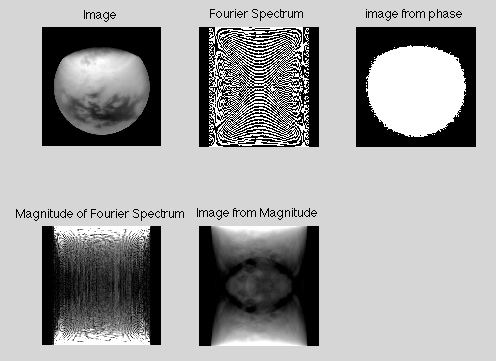 Image
Fourier Spectrum
image from phase
Magnitude of Fourier Spectrum
Image from Magnitude